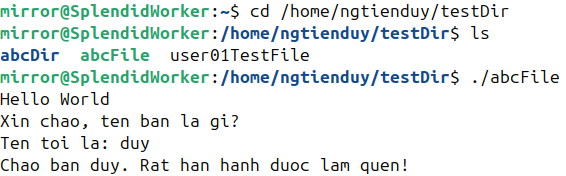 mirror@SplendidWorker:~$ cd /home/ngtienduy/testDir
mirror@SplendidWorker:/home/ngtienduy/testDir$ ls
abcDir  abcFile  user01TestFile
mirror@SplendidWorker:/home/ngtienduy/testDir$ ./abcFile
Hello World
Xin chao, ten ban la gi?
Ten toi la: duy
Chao ban duy. Rat han hanh duoc lam quen!